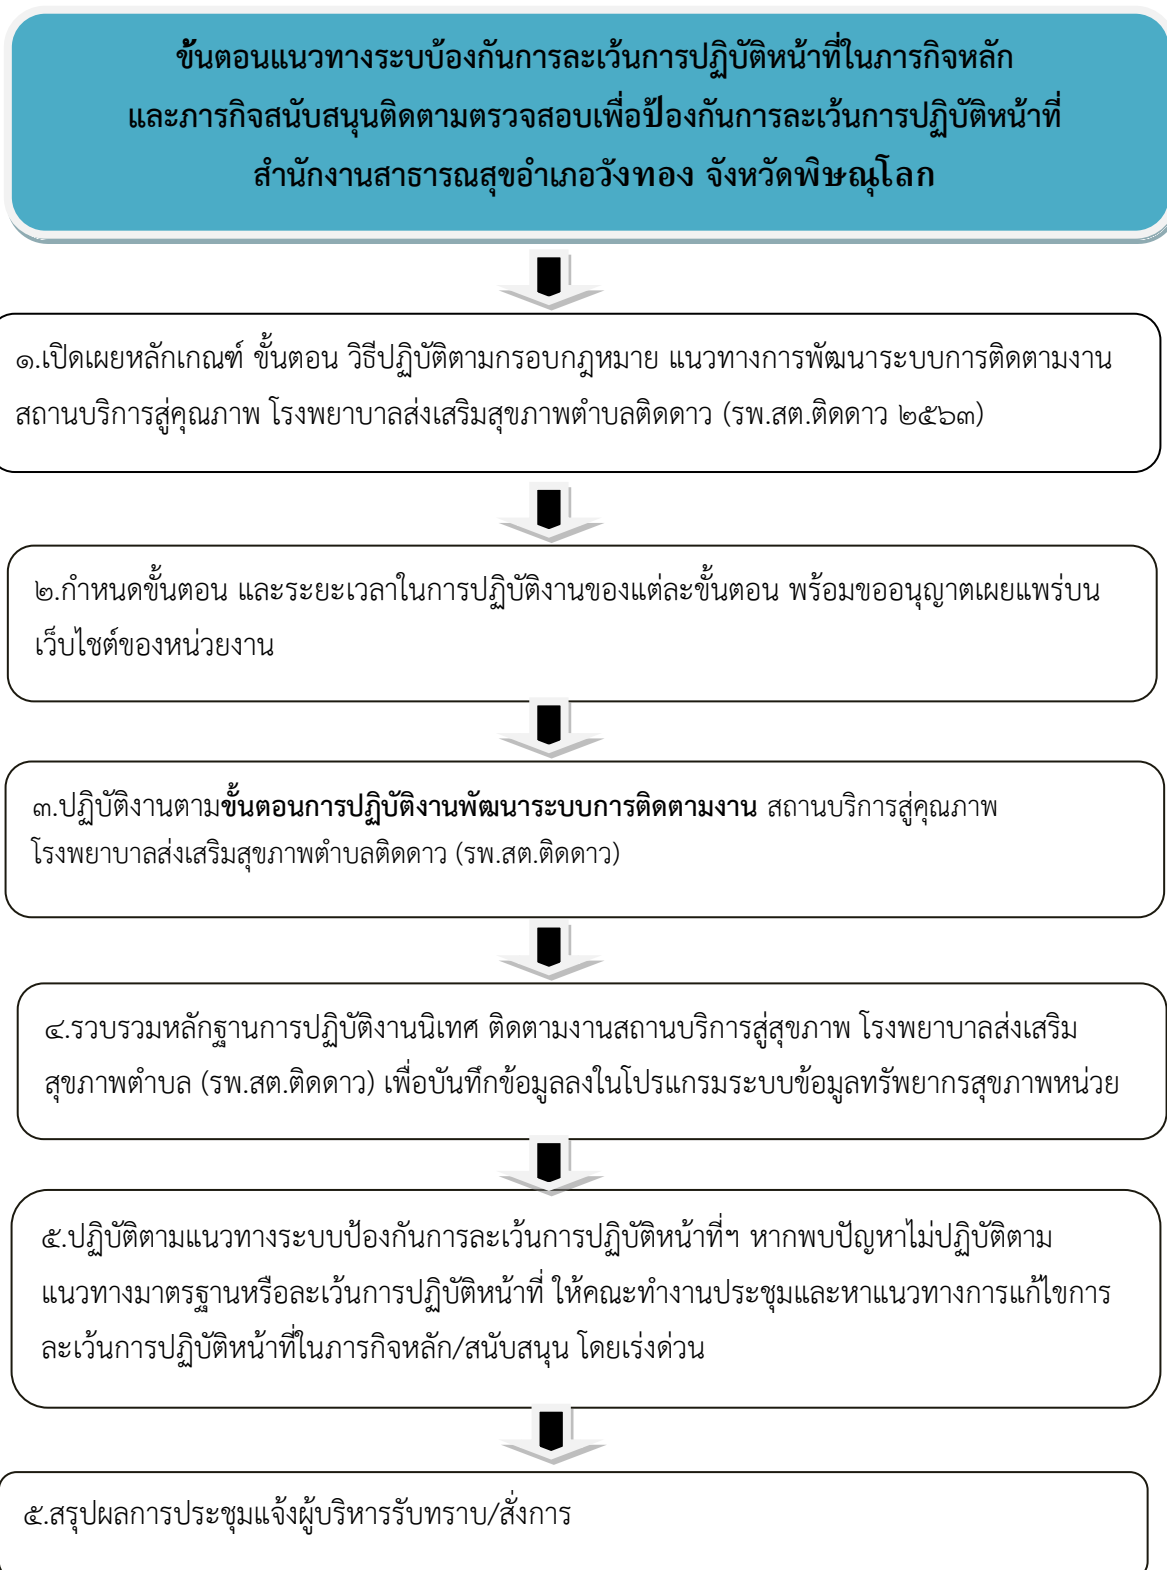 ขั้นตอนแนวทางระบบ้องกันการละเว้นการปฏิบัติหน้าที่ในภารกิจหลัก
และภารกิจสนับสนุนติดตามตรวจสอบเพื่อป้องกันการละเว้นการปฏิบัติหน้าที่
สำนักงานสาธารณสุขอำเภอวังทอง จังหวัดพิษณุโลก
๑.เปิดเผยหลักเกณฑ์ ขั้นตอน วิธีปฏิบัติตามกรอบกฎหมาย แนวทางการพัฒนาระบบการติดตามงาน
สถานบริการสู่คุณภาพ โรงพยาบาลส่งเสริมสุขภาพตำบลติดดาว (รพ.สต.ติดดาว ๒๕๖๓)
๒.กำหนดขั้นตอน และระยะเวลาในการปฏิบัติงานของแต่ละขั้นตอน พร้อมขออนุญาตเผยแพร่บน
เว็บไซต์ของหน่วยงาน
๓.ปฏิบัติงานตามขั้นตอนการปฏิบัติงานพัฒนาระบบการติดตามงาน สถานบริการสู่คุณภาพ
โรงพยาบาลส่งเสริมสุขภาพตำบลติดดาว (รพ.สต.ติดดาว)
๔.รวบรวมหลักฐานการปฏิบัติงานนิเทศ ติดตามงานสถานบริการสู่สุขภาพ โรงพยาบาลส่งเสริม
สุขภาพตำบล (รพ.สต.ติดดาว) เพื่อบันทึกข้อมูลลงในโปรแกรมระบบข้อมูลทรัพยากรสุขภาพหน่วย
๕.ปฏิบัติตามแนวทางระบบป้องกันการละเว้นการปฏิบัติหน้าที่ฯ หากพบปัญหาไม่ปฏิบัติตาม
แนวทางมาตรฐานหรือละเว้นการปฏิบัติหน้าที่ ให้คณะทำงานประชุมและหาแนวทางการแก้ไขการ
ละเว้นการปฏิบัติหน้าที่ในภารกิจหลัก/สนับสนุน โดยเร่งด่วน
๕.สรุปผลการประชุมแจ้งผู้บริหารรับทราบ/สั่งการ